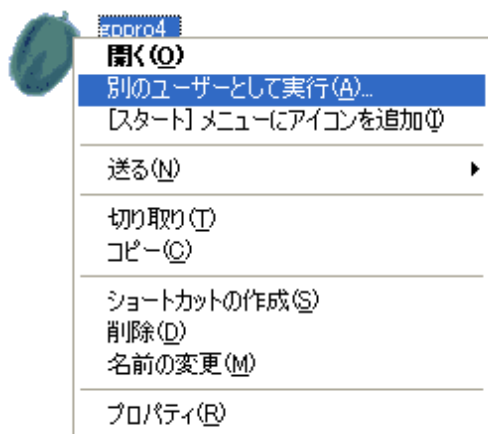 gppro4
開く(O)
別のユーザーとして実行(A)...
[スタート] メニューにアイコンを追加(I)
送る(N)
切り取り(T)
コピー(C)
ショートカットの作成(S)
削除(D)
名前の変更(M)
プロパティ(R)